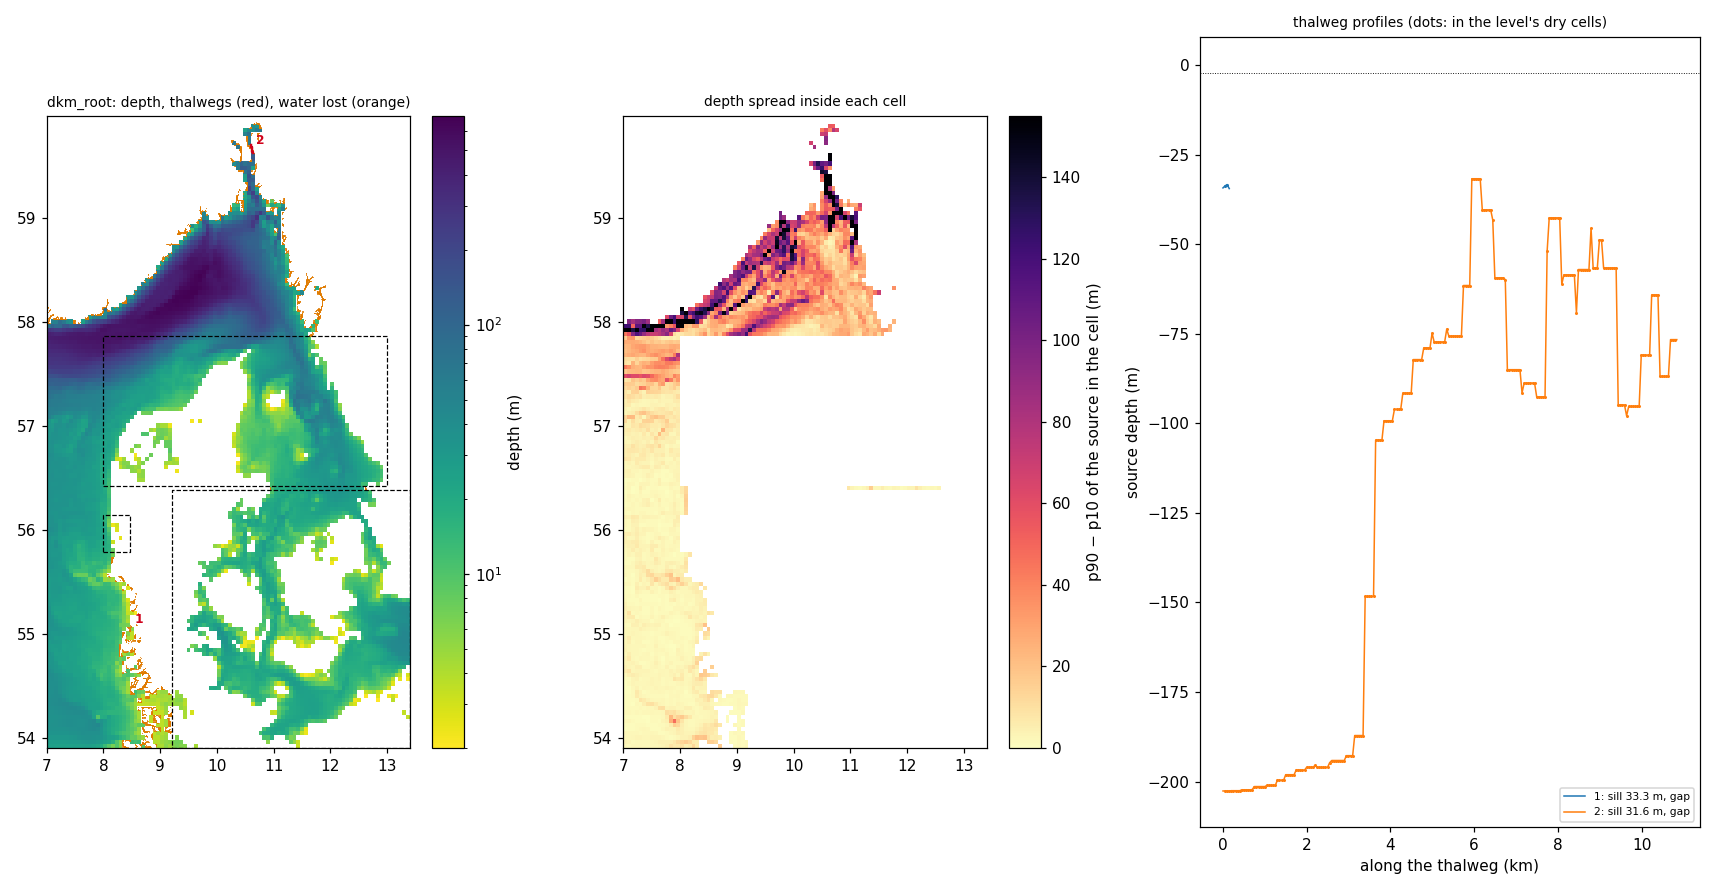 dkm_root: depth, thalwegs (red), water lost (orange)
59
58
57
56
55
54
7 8 9 10 11 12 13
2
1
10²
10¹
depth (m)
depth spread inside each cell
59
58
57
56
55
54
7 8 9 10 11 12 13
140
120
100
80
60
40
20
0
p90 − p10 of the source in the cell (m)
thalweg profiles (dots: in the level's dry cells)
0
−25
−50
−75
−100
−125
−150
−175
−200
source depth (m)
0 2 4 6 8 10
along the thalweg (km)
1: sill 33.3 m, gap
2: sill 31.6 m, gap